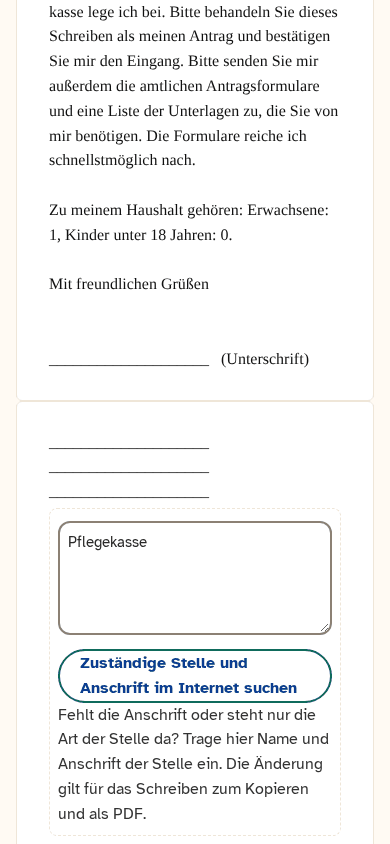 kasse lege ich bei. Bitte behandeln Sie dieses
Schreiben als meinen Antrag und bestätigen
Sie mir den Eingang. Bitte senden Sie mir
außerdem die amtlichen Antragsformulare
und eine Liste der Unterlagen zu, die Sie von
mir benötigen. Die Formulare reiche ich
schnellstmöglich nach.
Zu meinem Haushalt gehören: Erwachsene:
1, Kinder unter 18 Jahren: 0.
Mit freundlichen Grüßen
____________________ (Unterschrift)
____________________
____________________
____________________
Pflegekasse
Zuständige Stelle und
Anschrift im Internet suchen
Fehlt die Anschrift oder steht nur die
Art der Stelle da? Trage hier Name und
Anschrift der Stelle ein. Die Änderung
gilt für das Schreiben zum Kopieren
und als PDF.